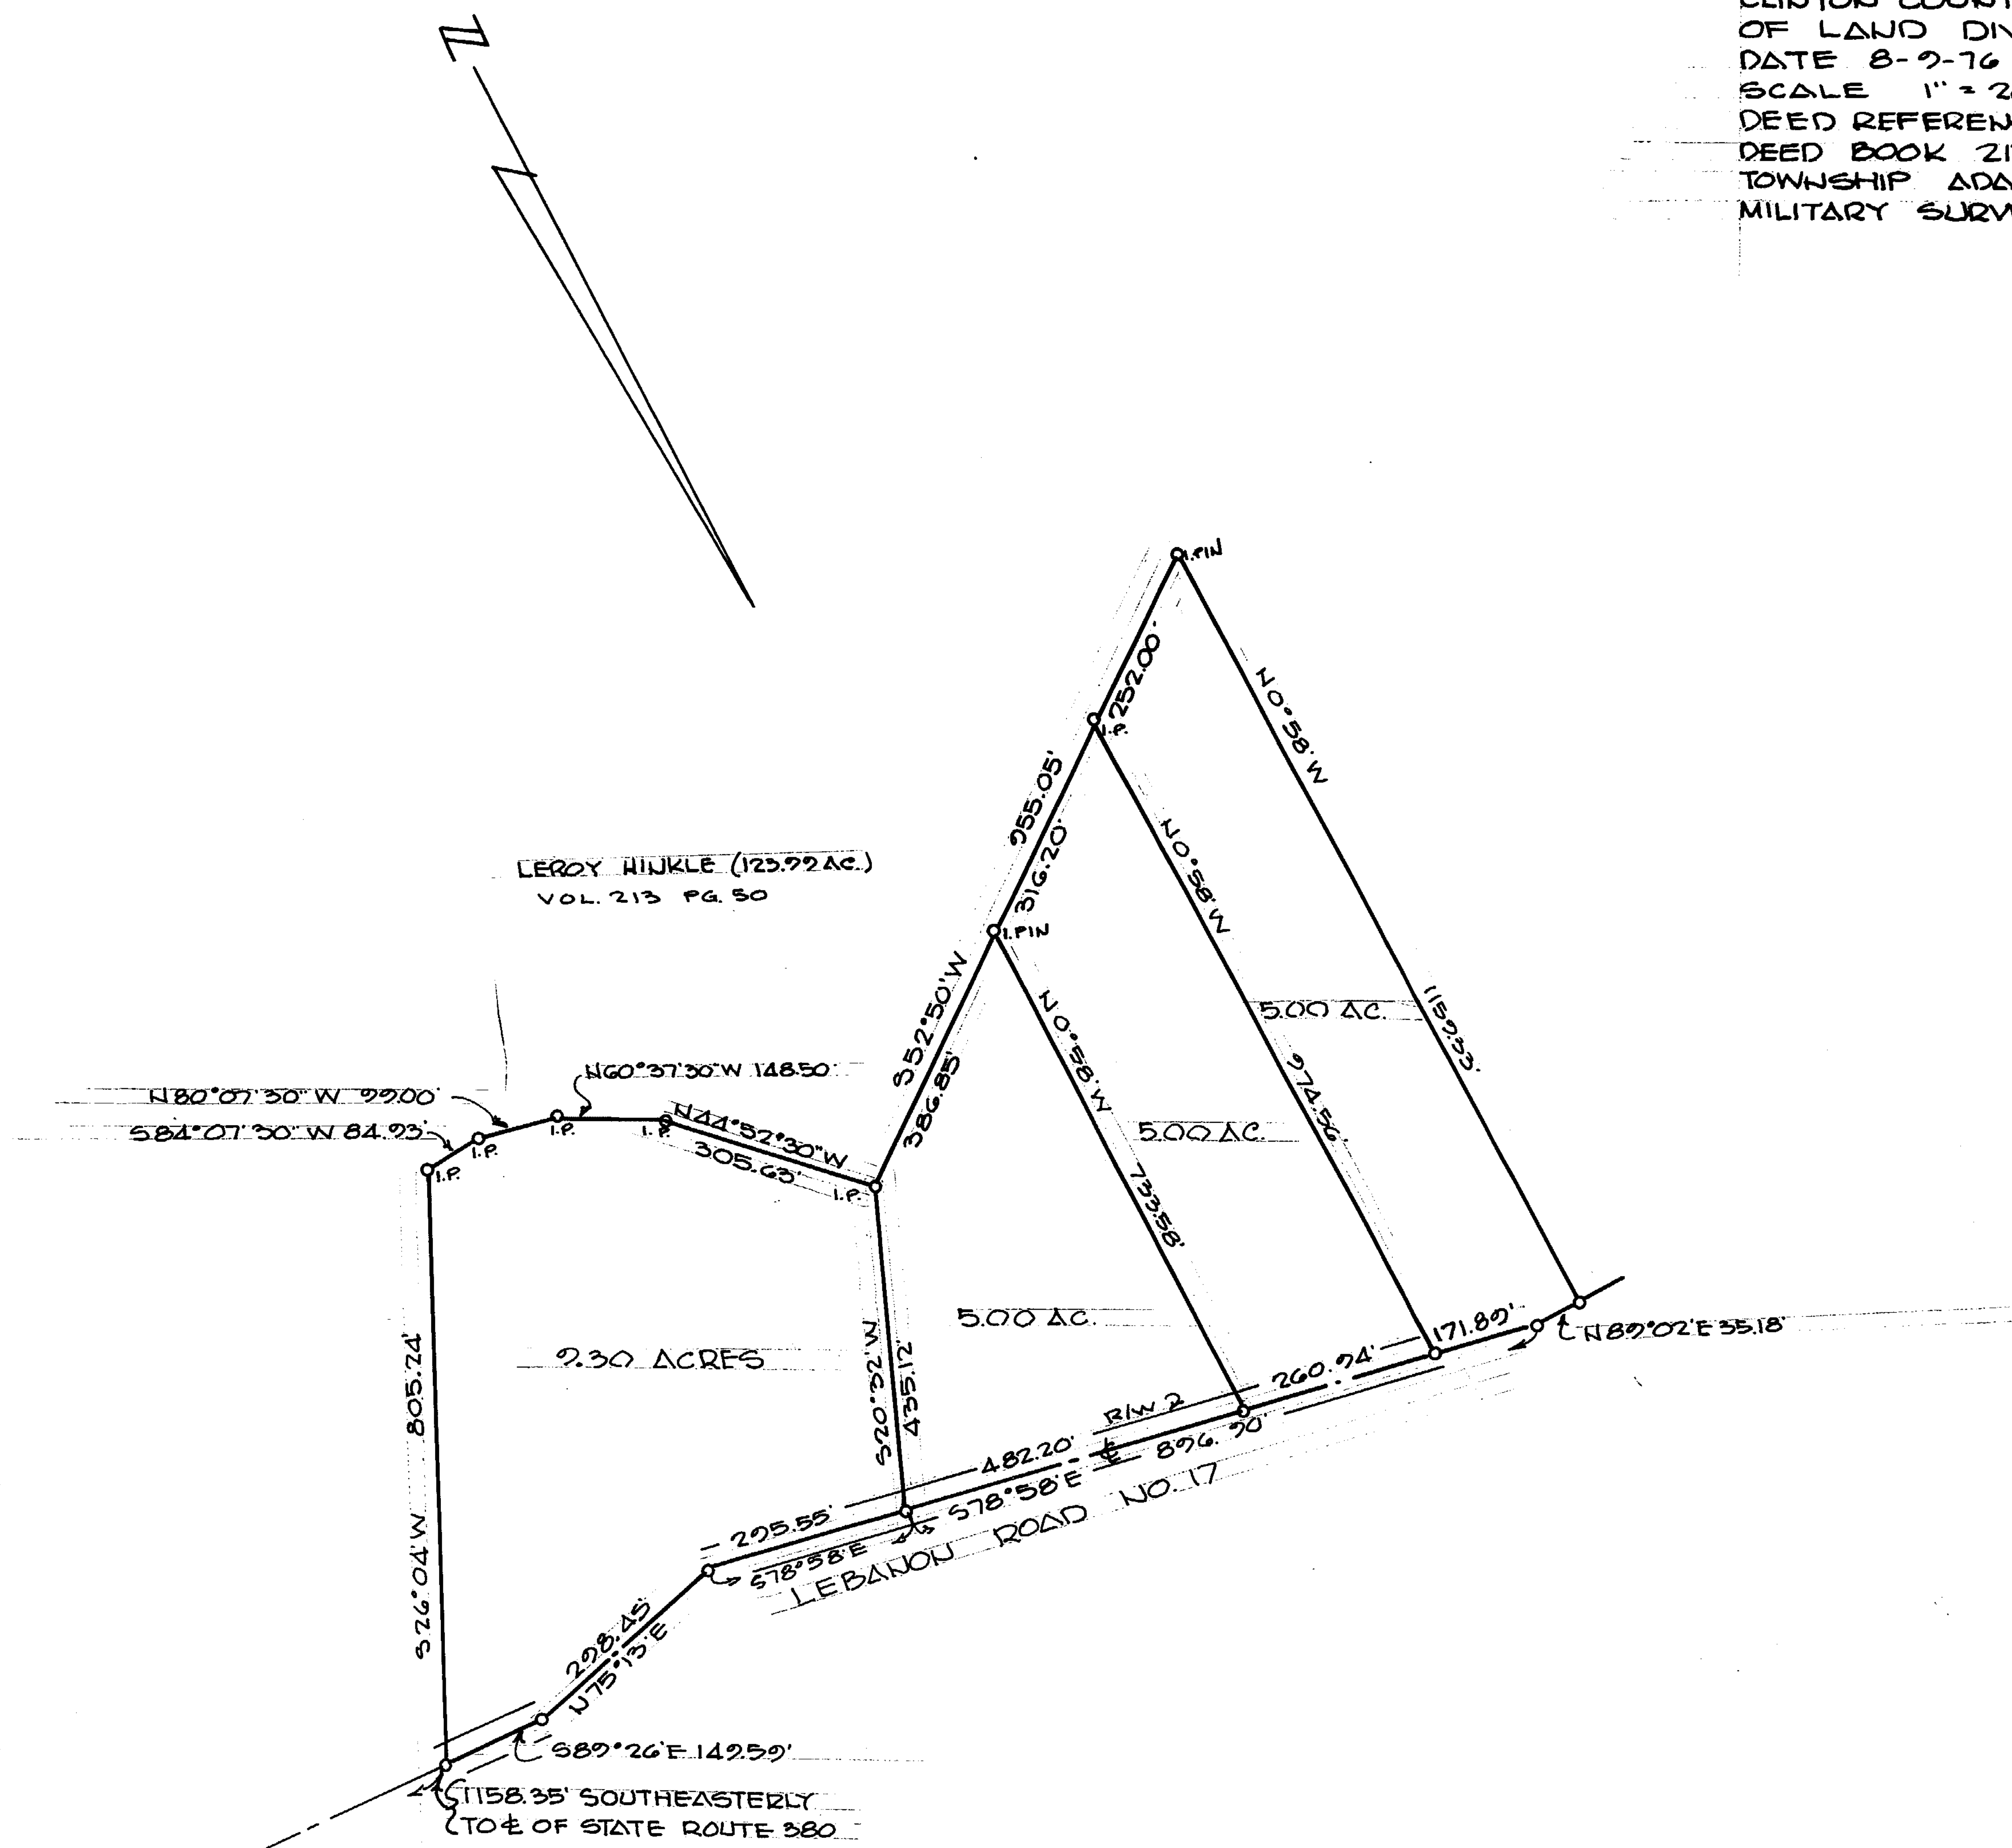 N
CLINTON COUNT
OF LAND DIV
DATE 8-9-76
SCALE 1" = 2
DEED REFEREN
DEED BOOK 21
TOWNSHIP ADA
MILITARY SURV
I.PIN
252.00'
I.P.
N0°58'W
955.05'
316.20'
N0°58'W
LEROY HINKLE (123.99 AC.)
VOL. 213 PG. 50
I.PIN
S52°50'W
386.85'
N0°58'W
5.00 AC.
1159.33'
974.56'
5.00 AC.
733.58'
N60°37'30"W 148.50'
N80°07'30"W 99.00'
S84°07'30"W 84.93'
I.P.
I.P.
I.P.
I.P.
N44°52'30"W
305.63'
I.P.
5.00 AC.
9.30 ACRES
S20°32'W
435.12'
805.24'
S26°04'W
171.89'
N89°02'E 35.18'
260.94'
R/W
482.20'
℄ 896.90'
S78°58'E
295.55'
S78°58'E
LEBANON ROAD NO. 17
298.45'
N75°13'E
S89°26'E 149.59'
1158.35' SOUTHEASTERLY
TO ℄ OF STATE ROUTE 380